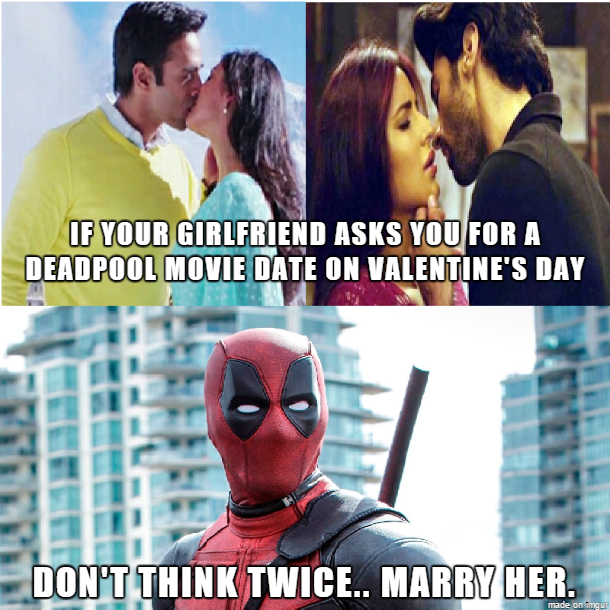 IF YOUR GIRLFRIEND ASKS YOU FOR A
DEADPOOL MOVIE DATE ON VALENTINE'S DAY
DON'T THINK TWICE.. MARRY HER.
made on imgur